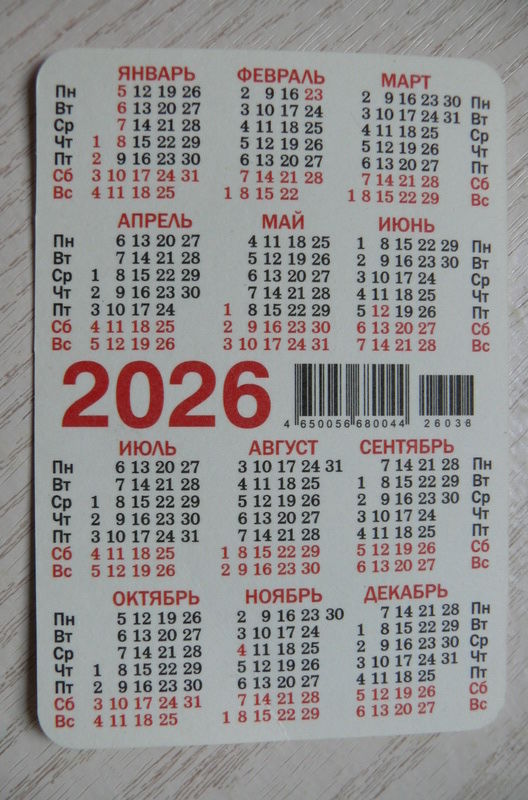 ЯНВАРЬ ФЕВРАЛЬ МАРТ
Пн 5 12 19 26 2 9 16 23 2 9 16 23 30 Пн
Вт 6 13 20 27 3 10 17 24 3 10 17 24 31 Вт
Ср 7 14 21 28 4 11 18 25 4 11 18 25 Ср
Чт 1 8 15 22 29 5 12 19 26 5 12 19 26 Чт
Пт 2 9 16 23 30 6 13 20 27 6 13 20 27 Пт
Сб 3 10 17 24 31 7 14 21 28 7 14 21 28 Сб
Вс 4 11 18 25 1 8 15 22 1 8 15 22 29 Вс
АПРЕЛЬ МАЙ ИЮНЬ
Пн 6 13 20 27 4 11 18 25 1 8 15 22 29 Пн
Вт 7 14 21 28 5 12 19 26 2 9 16 23 30 Вт
Ср 1 8 15 22 29 6 13 20 27 3 10 17 24 Ср
Чт 2 9 16 23 30 7 14 21 28 4 11 18 25 Чт
Пт 3 10 17 24 1 8 15 22 29 5 12 19 26 Пт
Сб 4 11 18 25 2 9 16 23 30 6 13 20 27 Сб
Вс 5 12 19 26 3 10 17 24 31 7 14 21 28 Вс
2026
4 650056 680044 26036
ИЮЛЬ АВГУСТ СЕНТЯБРЬ
Пн 6 13 20 27 3 10 17 24 31 7 14 21 28 Пн
Вт 7 14 21 28 4 11 18 25 1 8 15 22 29 Вт
Ср 1 8 15 22 29 5 12 19 26 2 9 16 23 30 Ср
Чт 2 9 16 23 30 6 13 20 27 3 10 17 24 Чт
Пт 3 10 17 24 31 7 14 21 28 4 11 18 25 Пт
Сб 4 11 18 25 1 8 15 22 29 5 12 19 26 Сб
Вс 5 12 19 26 2 9 16 23 30 6 13 20 27 Вс
ОКТЯБРЬ НОЯБРЬ ДЕКАБРЬ
Пн 5 12 19 26 2 9 16 23 30 7 14 21 28 Пн
Вт 6 13 20 27 3 10 17 24 1 8 15 22 29 Вт
Ср 7 14 21 28 4 11 18 25 2 9 16 23 30 Ср
Чт 1 8 15 22 29 5 12 19 26 3 10 17 24 31 Чт
Пт 2 9 16 23 30 6 13 20 27 4 11 18 25 Пт
Сб 3 10 17 24 31 7 14 21 28 5 12 19 26 Сб
Вс 4 11 18 25 1 8 15 22 29 6 13 20 27 Вс